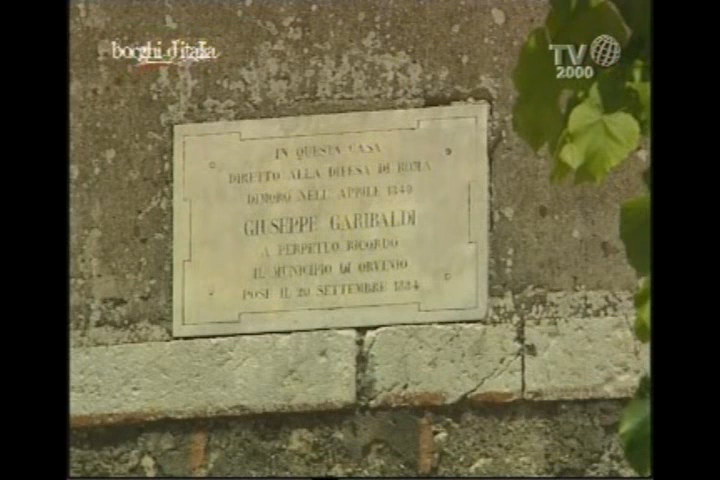 borghi d'italia
TV
2000
IN QUESTA CASA
DIRETTO ALLA DIFESA DI ROMA
DIMORÒ NELL' APRILE 1849
GIUSEPPE GARIBALDI
A PERPETUO RICORDO
IL MUNICIPIO DI ORVINIO
POSE IL 20 SETTEMBRE 1884